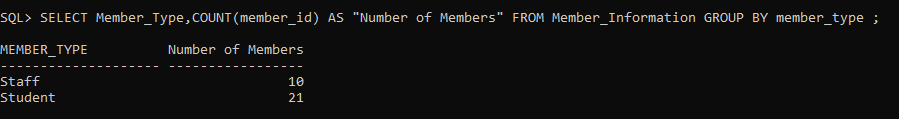 SQL> SELECT Member_Type,COUNT(member_id) AS "Number of Members" FROM Member_Information GROUP BY member_type ;
MEMBER_TYPE          Number of Members
-------------------- -----------------
Staff                               10
Student                             21